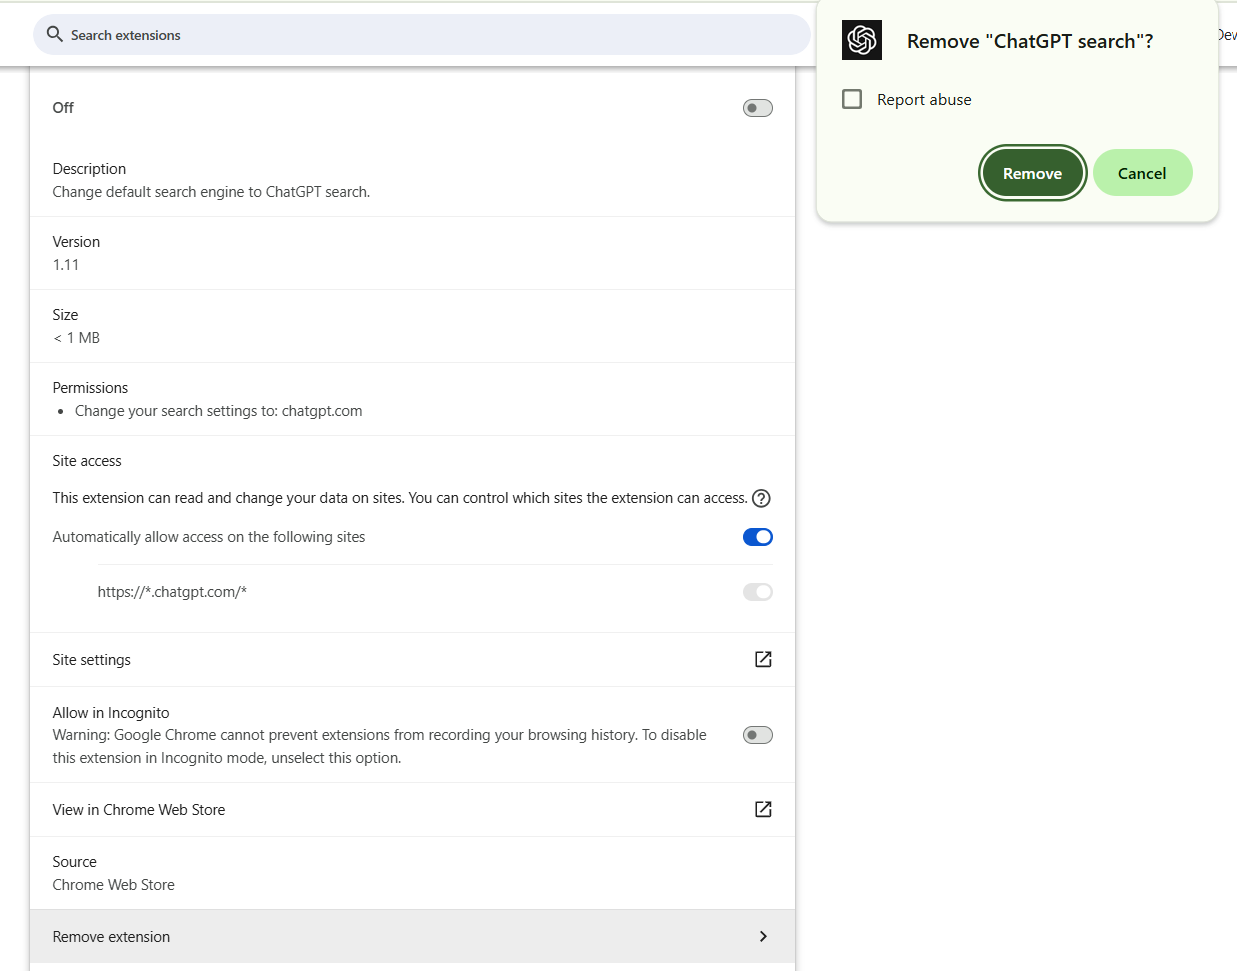 Search extensions
Remove "ChatGPT search"?
Report abuse
Remove
Cancel
Off
Description
Change default search engine to ChatGPT search.
Version
1.11
Size
< 1 MB
Permissions
• Change your search settings to: chatgpt.com
Site access
This extension can read and change your data on sites. You can control which sites the extension can access.
Automatically allow access on the following sites
https://*.chatgpt.com/*
Site settings
Allow in Incognito
Warning: Google Chrome cannot prevent extensions from recording your browsing history. To disable
this extension in Incognito mode, unselect this option.
View in Chrome Web Store
Source
Chrome Web Store
Remove extension